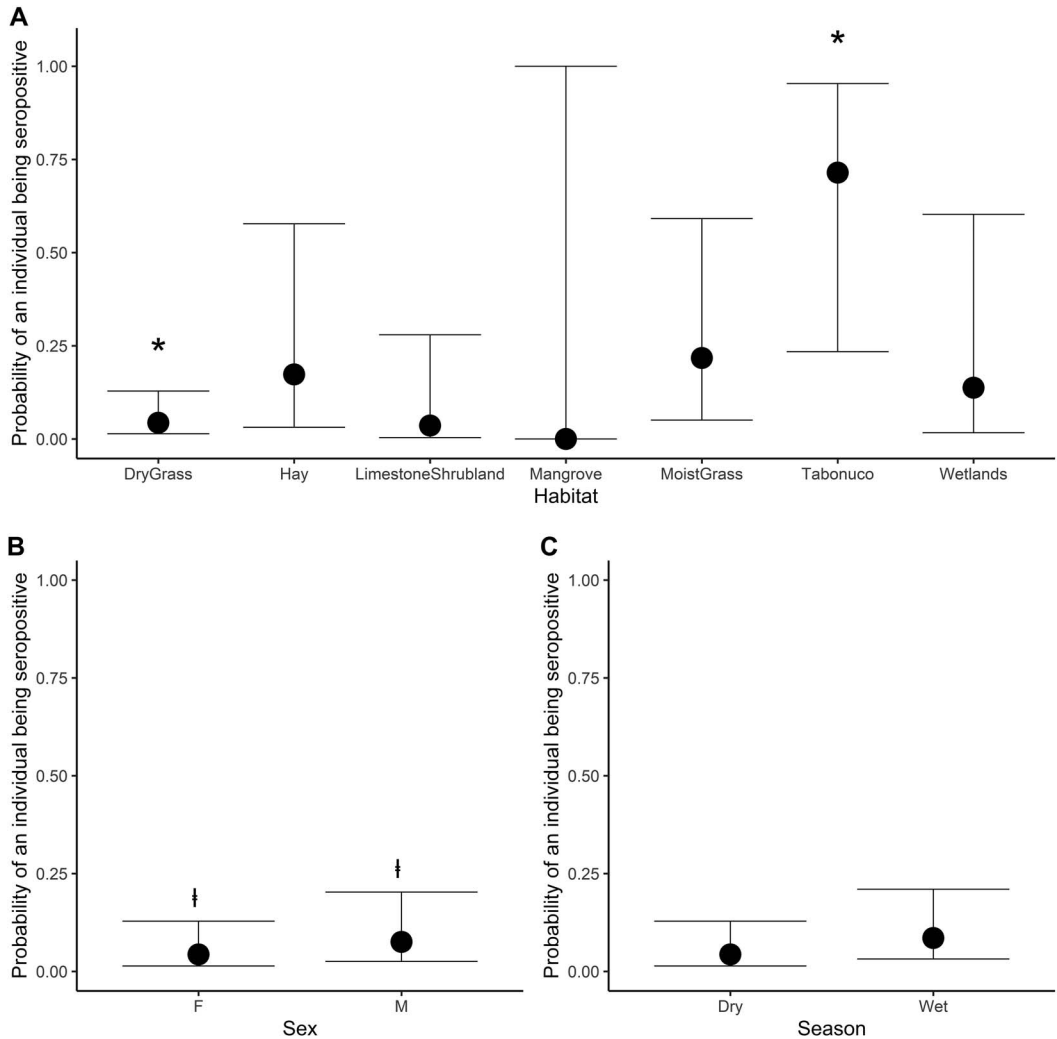 A
Probability of an individual being seropositive
1.00
0.75
0.50
0.25
0.00
*
*
DryGrass Hay LimestoneShrubland Mangrove MoistGrass Tabonuco Wetlands
Habitat
B
Probability of an individual being seropositive
1.00
0.75
0.50
0.25
0.00
ǂ
ǂ
F M
Sex
C
Probability of an individual being seropositive
1.00
0.75
0.50
0.25
0.00
Dry Wet
Season